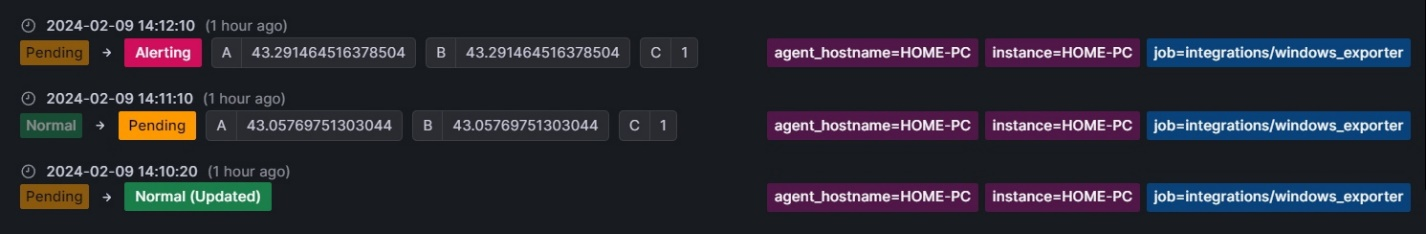 2024-02-09 14:12:10 (1 hour ago)
Pending → Alerting A 43.291464516378504 B 43.291464516378504 C 1 agent_hostname=HOME-PC instance=HOME-PC job=integrations/windows_exporter
2024-02-09 14:11:10 (1 hour ago)
Normal → Pending A 43.05769751303044 B 43.05769751303044 C 1 agent_hostname=HOME-PC instance=HOME-PC job=integrations/windows_exporter
2024-02-09 14:10:20 (1 hour ago)
Pending → Normal (Updated) agent_hostname=HOME-PC instance=HOME-PC job=integrations/windows_exporter